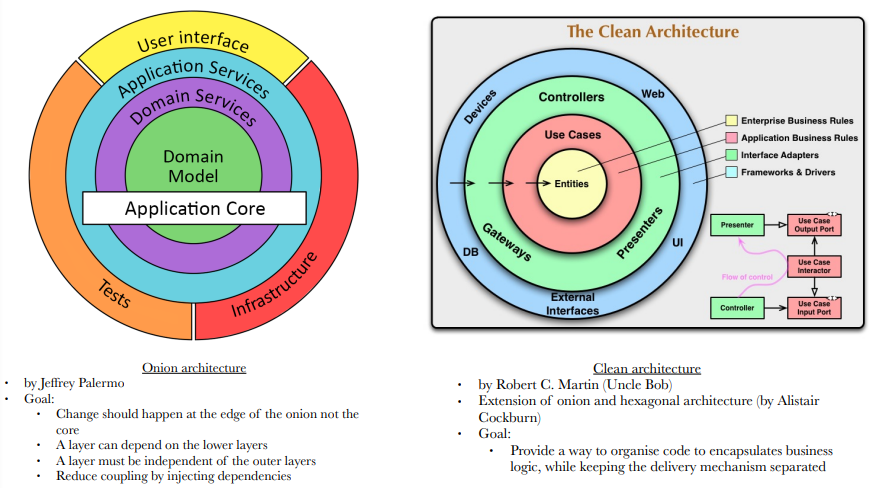 User interface
Application Services
Domain Services
Domain
Model
Application Core
Tests
Infrastructure
Onion architecture
• by Jeffrey Palermo
• Goal:
• Change should happen at the edge of the onion not the
core
• A layer can depend on the lower layers
• A layer must be independent of the outer layers
• Reduce coupling by injecting dependencies
The Clean Architecture
Devices
Web
Controllers
Use Cases
Entities
Gateways
Presenters
DB
UI
External
Interfaces
Enterprise Business Rules
Application Business Rules
Interface Adapters
Frameworks & Drivers
Presenter
Use Case
Output Port
Use Case
Interactor
Flow of control
Controller
Use Case
Input Port
Clean architecture
• by Robert C. Martin (Uncle Bob)
• Extension of onion and hexagonal architecture (by Alistair
Cockburn)
• Goal:
• Provide a way to organise code to encapsulates business
logic, while keeping the delivery mechanism separated